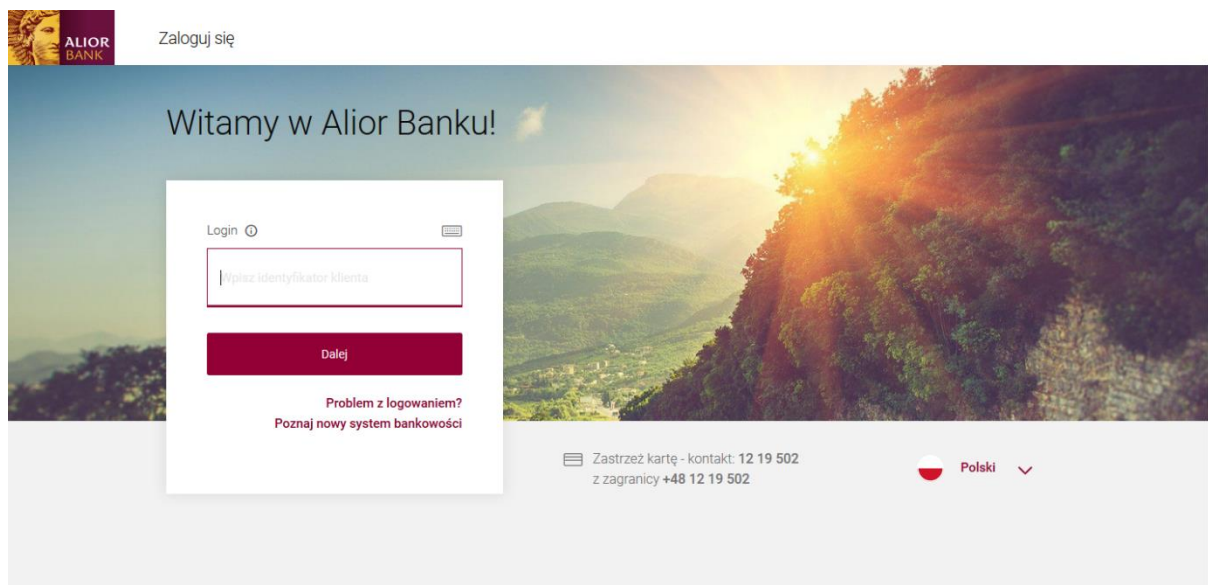 ALIOR
BANK
Zaloguj się
Witamy w Alior Banku!
Login
Wpisz identyfikator klienta
Dalej
Problem z logowaniem?
Poznaj nowy system bankowości
Zastrzeż kartę - kontakt: 12 19 502
z zagranicy +48 12 19 502
Polski